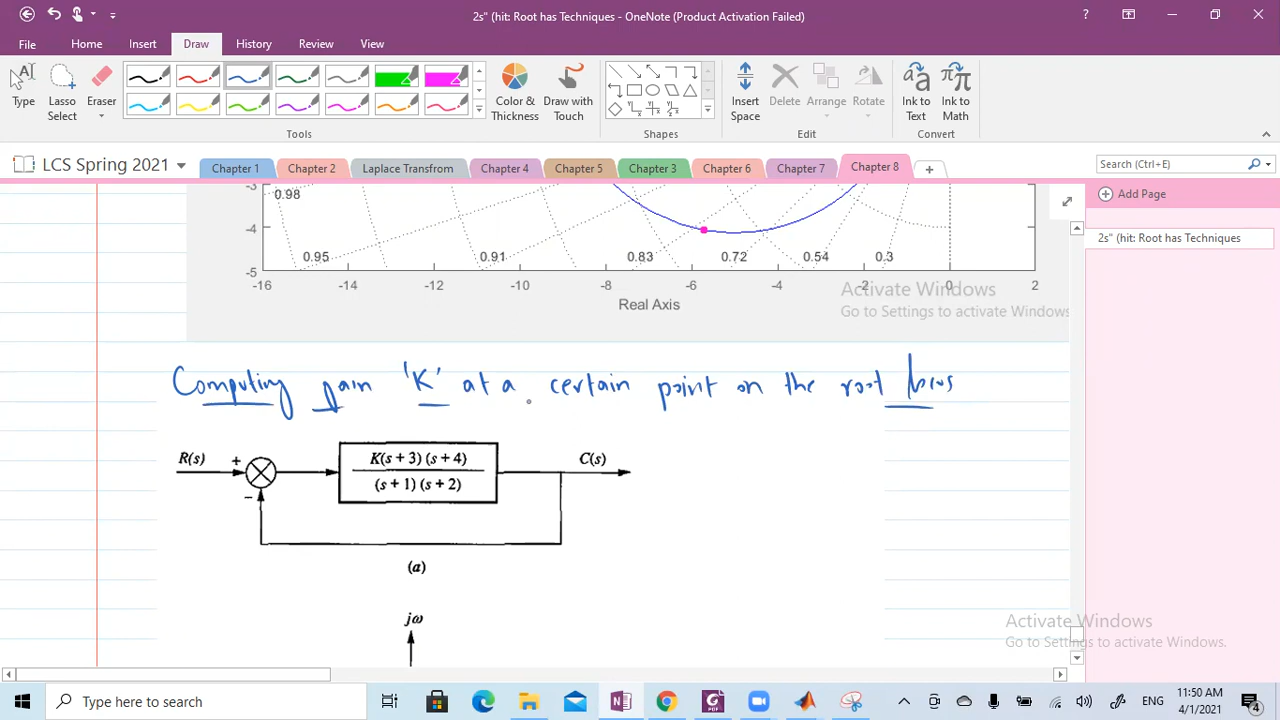 2s" (hit: Root has Techniques - OneNote (Product Activation Failed)
File Home Insert Draw History Review View
Type
Lasso Select
Eraser
Color & Thickness
Draw with Touch
Insert Space
Delete
Arrange
Rotate
Ink to Text
Ink to Math
Tools Shapes Edit Convert
LCS Spring 2021
Chapter 1 Chapter 2 Laplace Transfrom Chapter 4 Chapter 5 Chapter 3 Chapter 6 Chapter 7 Chapter 8
Search (Ctrl+E)
Add Page
2s" (hit: Root has Techniques
-3
0.98
-4
0.95 0.91 0.83 0.72 0.54 0.3
-5
-16 -14 -12 -10 -8 -6 -4 -2 0 2
Real Axis
Activate Windows
Go to Settings to activate Windows.
Computing gain 'K' at a certain point on the root locus
R(s) + K(s + 3) (s + 4) C(s)
(s + 1) (s + 2)
−
(a)
jω
Activate Windows
Go to Settings to activate Windows.
Type here to search
ENG
11:50 AM
4/1/2021
4